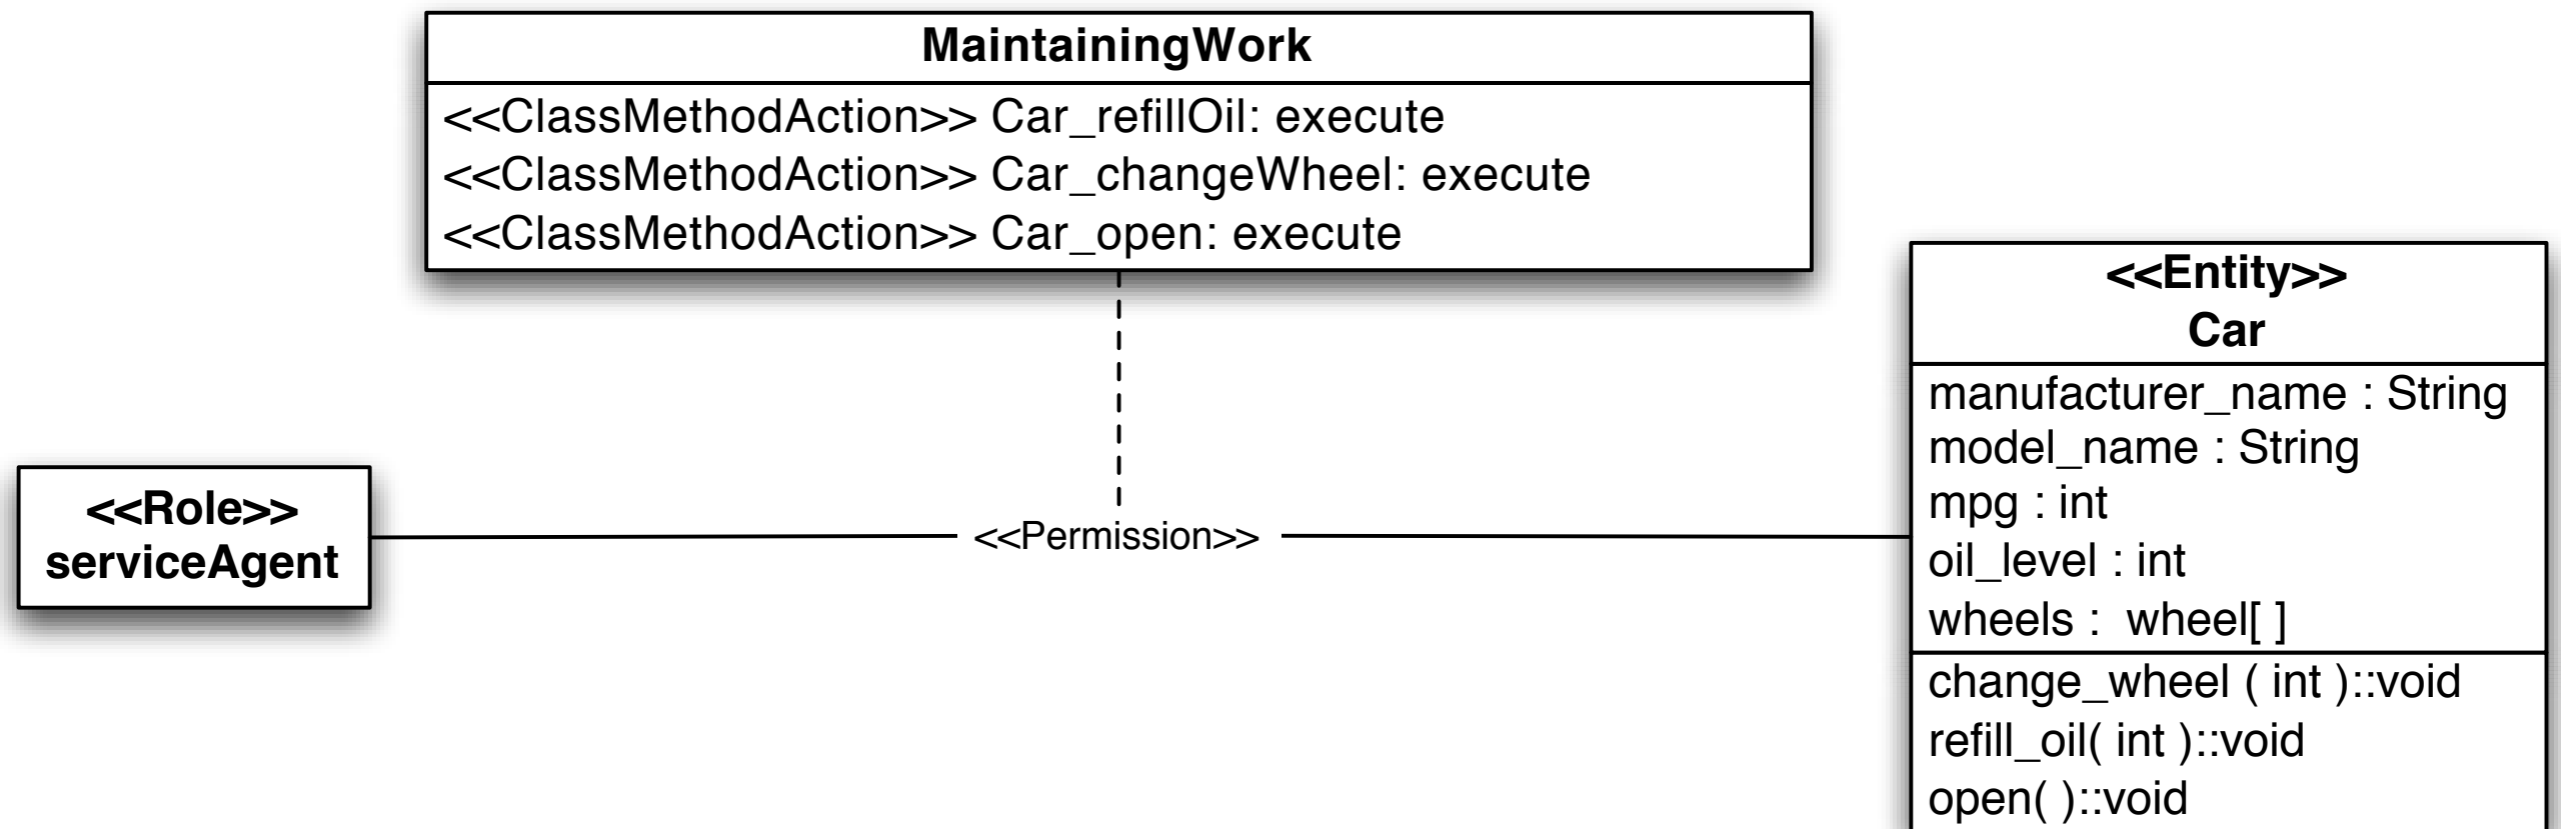 MaintainingWork
<<ClassMethodAction>> Car_refillOil: execute
<<ClassMethodAction>> Car_changeWheel: execute
<<ClassMethodAction>> Car_open: execute
<<Role>>
serviceAgent
<<Permission>>
<<Entity>>
Car
manufacturer_name : String
model_name : String
mpg : int
oil_level : int
wheels :  wheel[ ]
change_wheel ( int )::void
refill_oil( int )::void
open( )::void